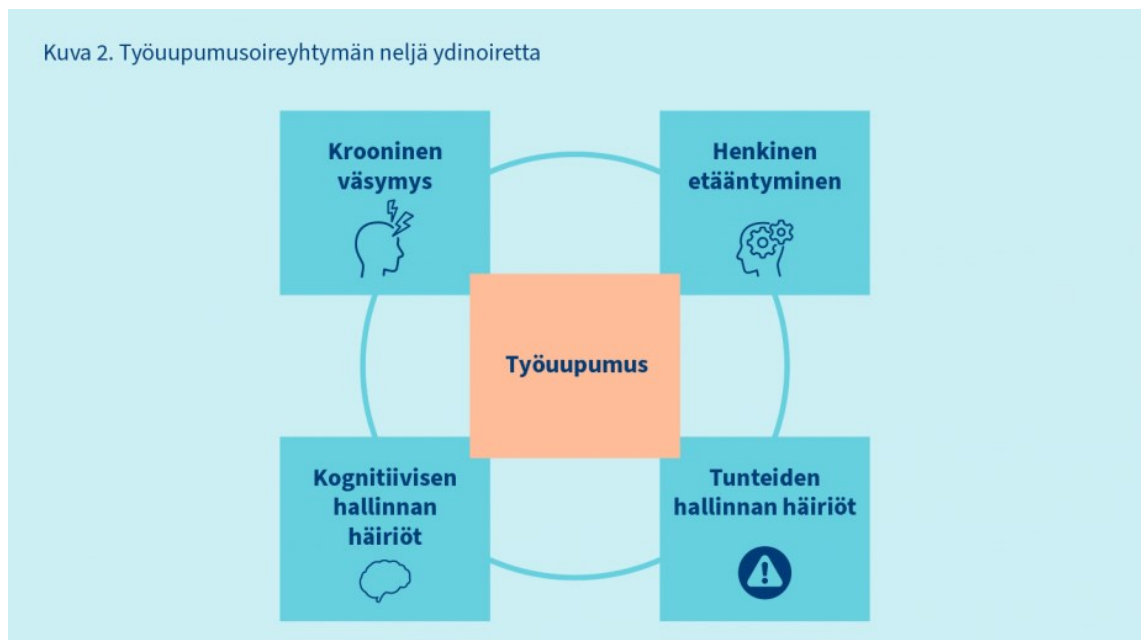 Kuva 2. Työuupumusoireyhtymän neljä ydinoiretta
Krooninen
väsymys
Henkinen
etääntyminen
Työuupumus
Kognitiivisen
hallinnan
häiriöt
Tunteiden
hallinnan häiriöt